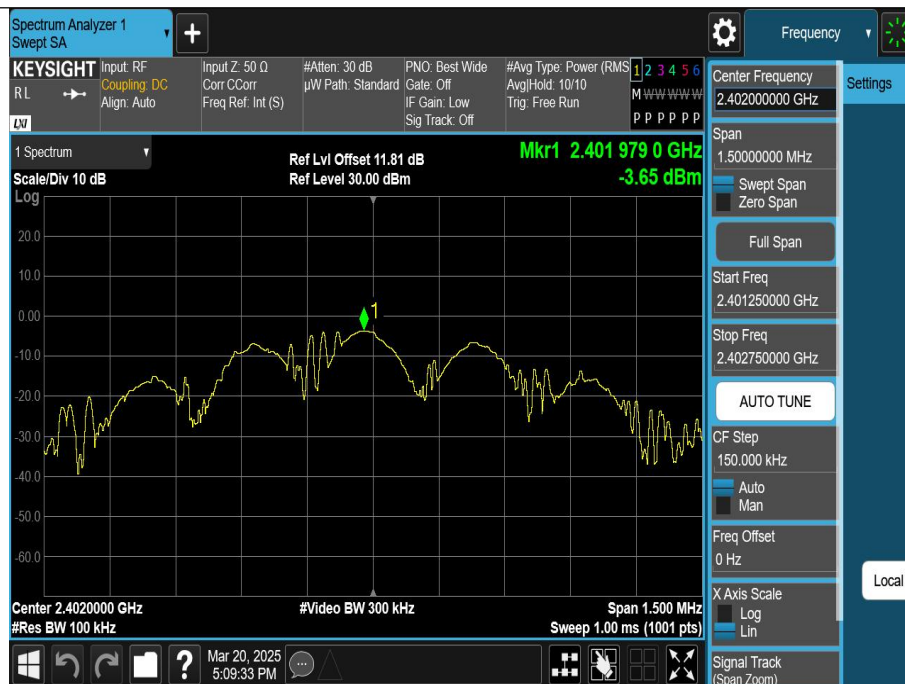 Spectrum Analyzer 1
Swept SA
Frequency
KEYSIGHT
RL
LXI
Input: RF
Coupling: DC
Align: Auto
Input Z: 50 Ω
Corr CCorr
Freq Ref: Int (S)
#Atten: 30 dB
µW Path: Standard
PNO: Best Wide
Gate: Off
IF Gain: Low
Sig Track: Off
#Avg Type: Power (RMS
Avg|Hold: 10/10
Trig: Free Run
1 2 3 4 5 6
M W W W W W
P P P P P P
1 Spectrum
Scale/Div 10 dB
Log
Ref Lvl Offset 11.81 dB
Ref Level 30.00 dBm
Mkr1 2.401 979 0 GHz
-3.65 dBm
1
20.0
10.0
0.00
-10.0
-20.0
-30.0
-40.0
-50.0
-60.0
Center 2.4020000 GHz
#Res BW 100 kHz
#Video BW 300 kHz
Span 1.500 MHz
Sweep 1.00 ms (1001 pts)
Mar 20, 2025
5:09:33 PM
Center Frequency
2.402000000 GHz
Span
1.50000000 MHz
Swept Span
Zero Span
Full Span
Start Freq
2.401250000 GHz
Stop Freq
2.402750000 GHz
AUTO TUNE
CF Step
150.000 kHz
Auto
Man
Freq Offset
0 Hz
X Axis Scale
Log
Lin
Signal Track
(Span Zoom)
Settings
Local